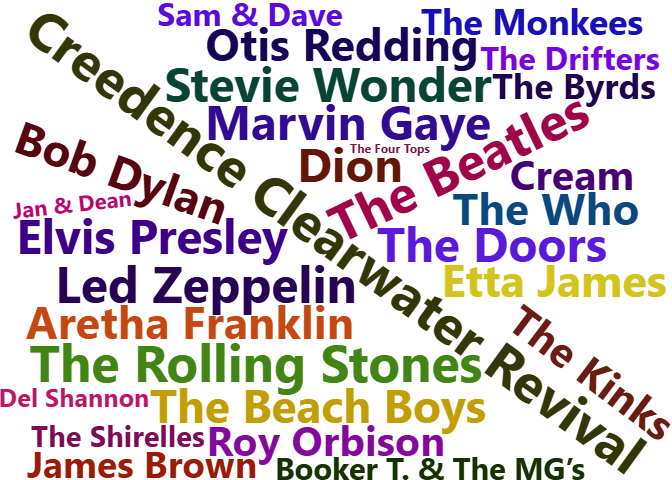 Sam & Dave
The Monkees
Otis Redding
The Drifters
Creedence Clearwater Revival
Stevie Wonder
The Byrds
Marvin Gaye
The Four Tops
Bob Dylan
Dion
The Beatles
Cream
Jan & Dean
The Who
Elvis Presley
The Doors
Led Zeppelin
Etta James
Aretha Franklin
The Kinks
The Rolling Stones
Del Shannon
The Beach Boys
The Shirelles
Roy Orbison
James Brown
Booker T. & The MG’s